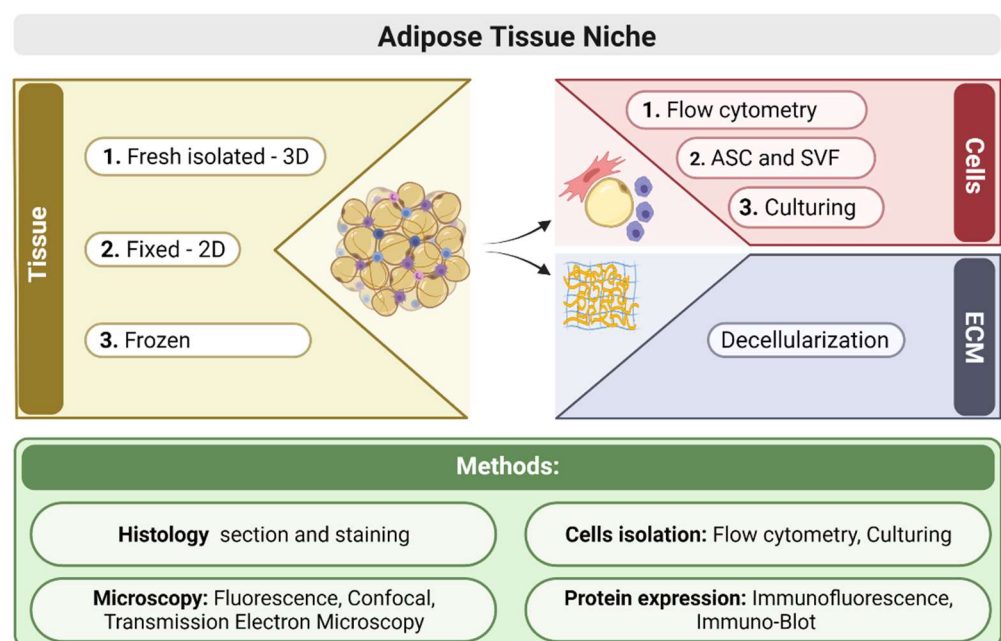 Adipose Tissue Niche
Tissue
1. Fresh isolated - 3D
2. Fixed - 2D
3. Frozen
1. Flow cytometry
2. ASC and SVF
3. Culturing
Cells
Decellularization
ECM
Methods:
Histology section and staining
Cells isolation: Flow cytometry, Culturing
Microscopy: Fluorescence, Confocal,
Transmission Electron Microscopy
Protein expression: Immunofluorescence,
Immuno-Blot